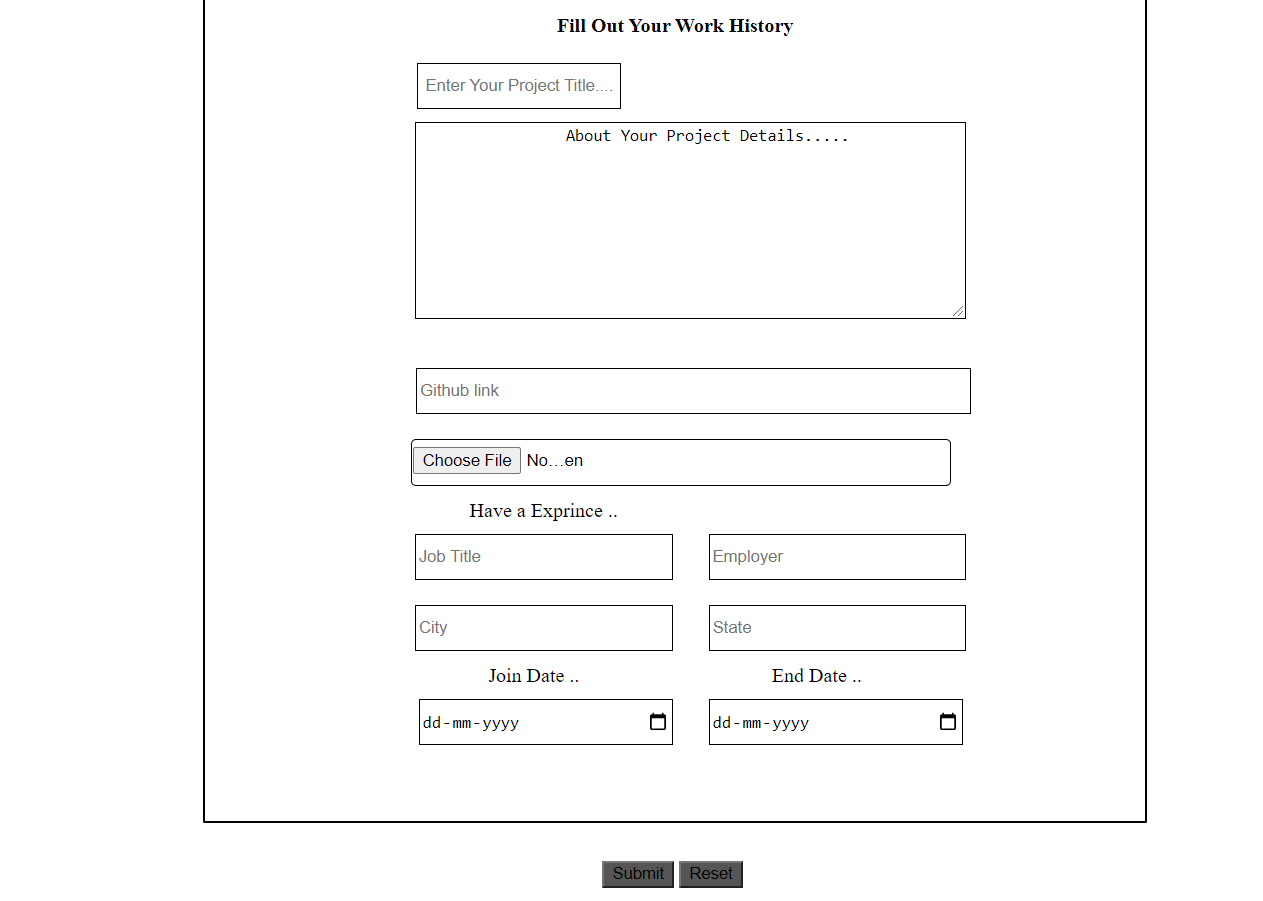 Fill Out Your Work History
Enter Your Project Title....
About Your Project Details.....
Github link
Choose File No...en
Have a Exprince ..
Job Title Employer
City State
Join Date .. End Date ..
dd-mm-yyyy dd-mm-yyyy
Submit Reset